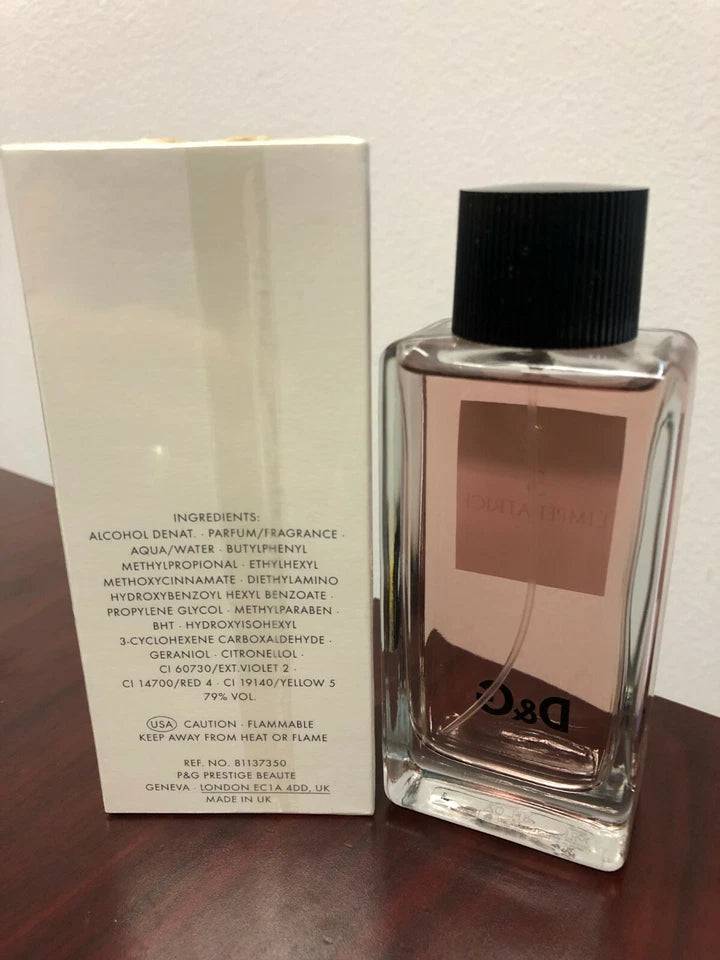 INGREDIENTS:
ALCOHOL DENAT. · PARFUM/FRAGRANCE ·
AQUA/WATER · BUTYLPHENYL
METHYLPROPIONAL · ETHYLHEXYL
METHOXYCINNAMATE · DIETHYLAMINO
HYDROXYBENZOYL HEXYL BENZOATE ·
PROPYLENE GLYCOL · METHYLPARABEN ·
BHT · HYDROXYISOHEXYL
3-CYCLOHEXENE CARBOXALDEHYDE ·
GERANIOL · CITRONELLOL ·
CI 60730/EXT.VIOLET 2 ·
CI 14700/RED 4 · CI 19140/YELLOW 5
79% VOL.
USA CAUTION · FLAMMABLE
KEEP AWAY FROM HEAT OR FLAME
REF. NO. 81137350
P&G PRESTIGE BEAUTE
GENEVA · LONDON EC1A 4DD, UK
MADE IN UK
L'IMPERATRICE
D&G